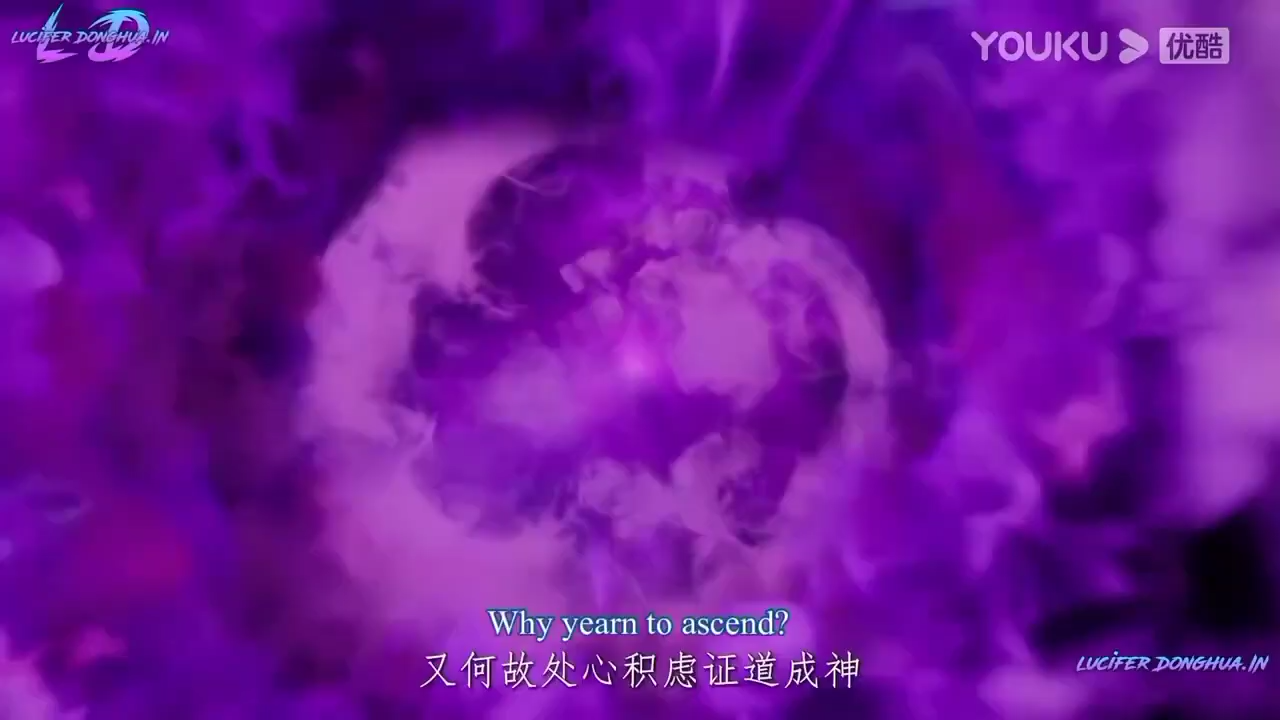 LUCIFER DONGHUA.IN
YOUKU 优酷
Why yearn to ascend?
又何故处心积虑证道成神
LUCIFER DONGHUA.IN